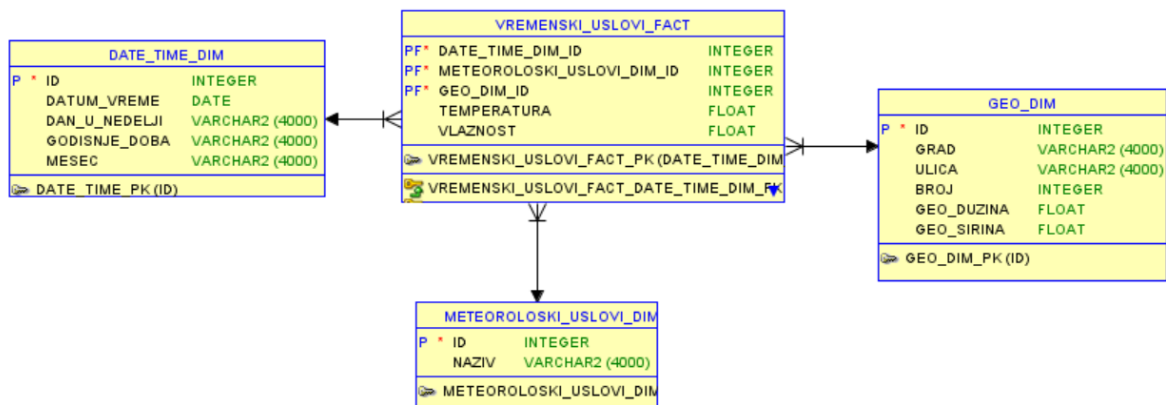 VREMENSKI_USLOVI_FACT
PF* DATE_TIME_DIM_ID INTEGER
PF* METEOROLOSKI_USLOVI_DIM_ID INTEGER
PF* GEO_DIM_ID INTEGER
TEMPERATURA FLOAT
VLAZNOST FLOAT
VREMENSKI_USLOVI_FACT_PK (DATE_TIME_DIM
VREMENSKI_USLOVI_FACT_DATE_TIME_DIM_FK
DATE_TIME_DIM
P * ID INTEGER
DATUM_VREME DATE
DAN_U_NEDELJI VARCHAR2 (4000)
GODISNJE_DOBA VARCHAR2 (4000)
MESEC VARCHAR2 (4000)
DATE_TIME_PK (ID)
GEO_DIM
P * ID INTEGER
GRAD VARCHAR2 (4000)
ULICA VARCHAR2 (4000)
BROJ INTEGER
GEO_DUZINA FLOAT
GEO_SIRINA FLOAT
GEO_DIM_PK (ID)
METEOROLOSKI_USLOVI_DIM
P * ID INTEGER
NAZIV VARCHAR2 (4000)
METEOROLOSKI_USLOVI_DIM